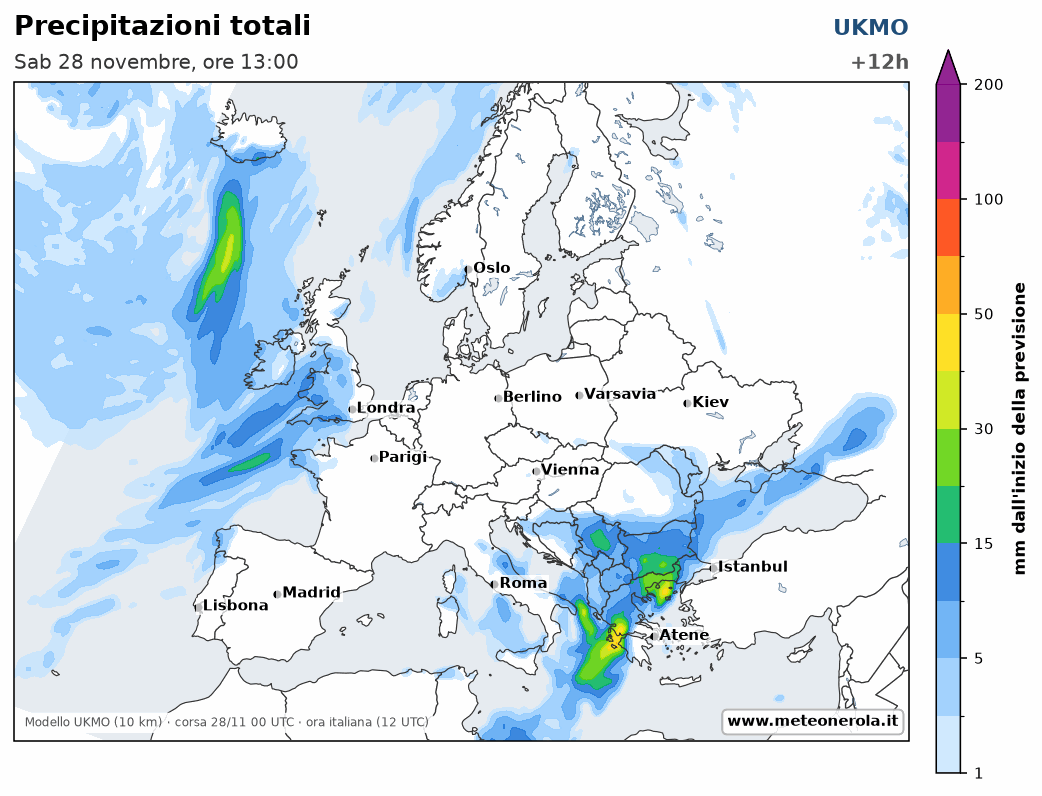 Precipitazioni totali
UKMO
Sab 28 novembre, ore 13:00
+12h
200
100
50
30
15
5
1
mm dall'inizio della previsione
Oslo
Berlino
Varsavia
Kiev
Londra
Parigi
Vienna
Istanbul
Roma
Madrid
Lisbona
Atene
Modello UKMO (10 km) · corsa 28/11 00 UTC · ora italiana (12 UTC)
www.meteonerola.it